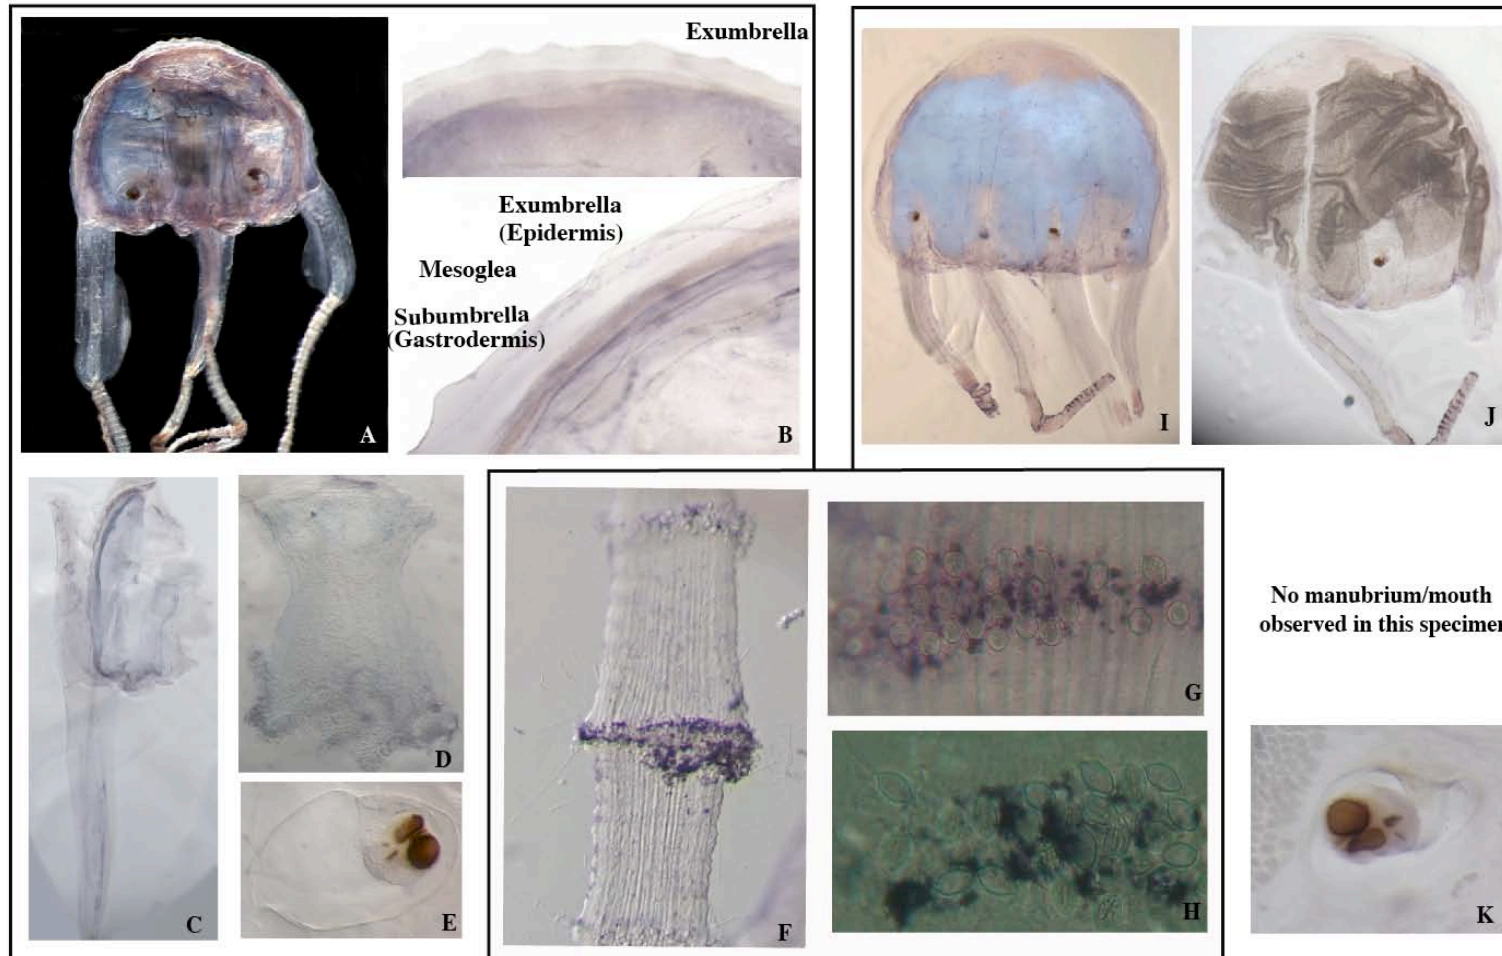 Exumbrella
Exumbrella
(Epidermis)
Mesoglea
Subumbrella
(Gastrodermis)
A
B
I
J
C
D
E
F
G
H
No manubrium/mouth
observed in this specimen
K